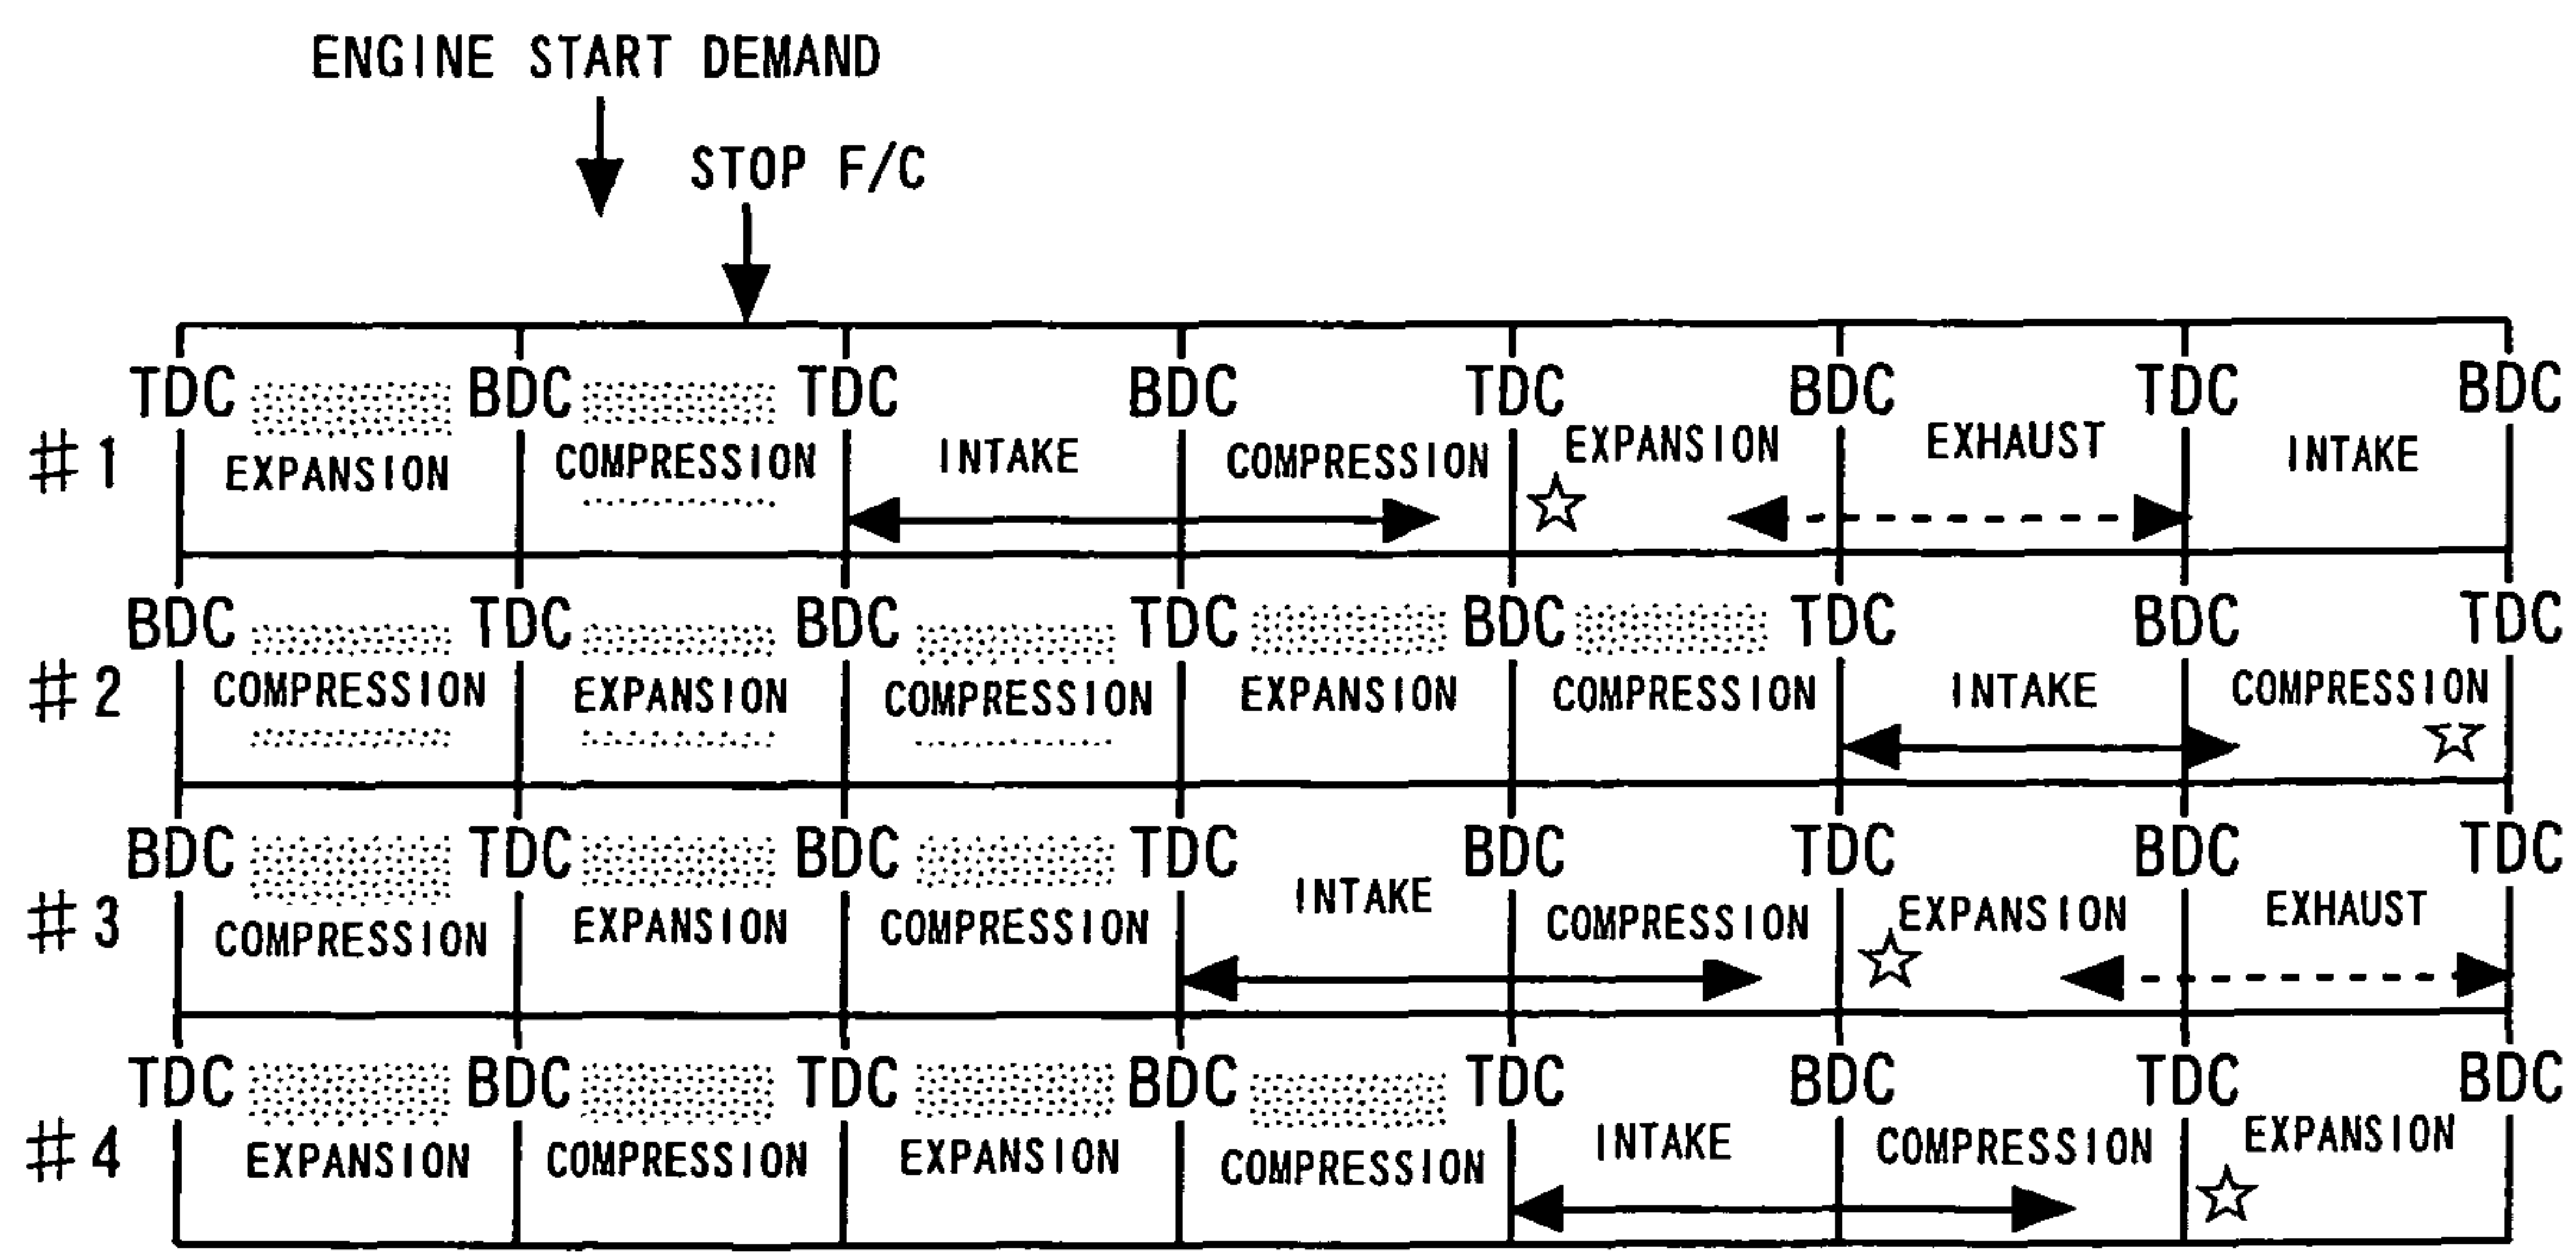 ENGINE START DEMAND
STOP F/C
TDC BDC TDC BDC TDC BDC TDC BDC
#1 EXPANSION COMPRESSION INTAKE COMPRESSION EXPANSION EXHAUST INTAKE
BDC TDC BDC TDC BDC TDC BDC TDC
#2 COMPRESSION EXPANSION COMPRESSION EXPANSION COMPRESSION INTAKE COMPRESSION
BDC TDC BDC TDC BDC TDC BDC TDC
#3 COMPRESSION EXPANSION COMPRESSION INTAKE COMPRESSION EXPANSION EXHAUST
TDC BDC TDC BDC TDC BDC TDC BDC
#4 EXPANSION COMPRESSION EXPANSION COMPRESSION INTAKE COMPRESSION EXPANSION